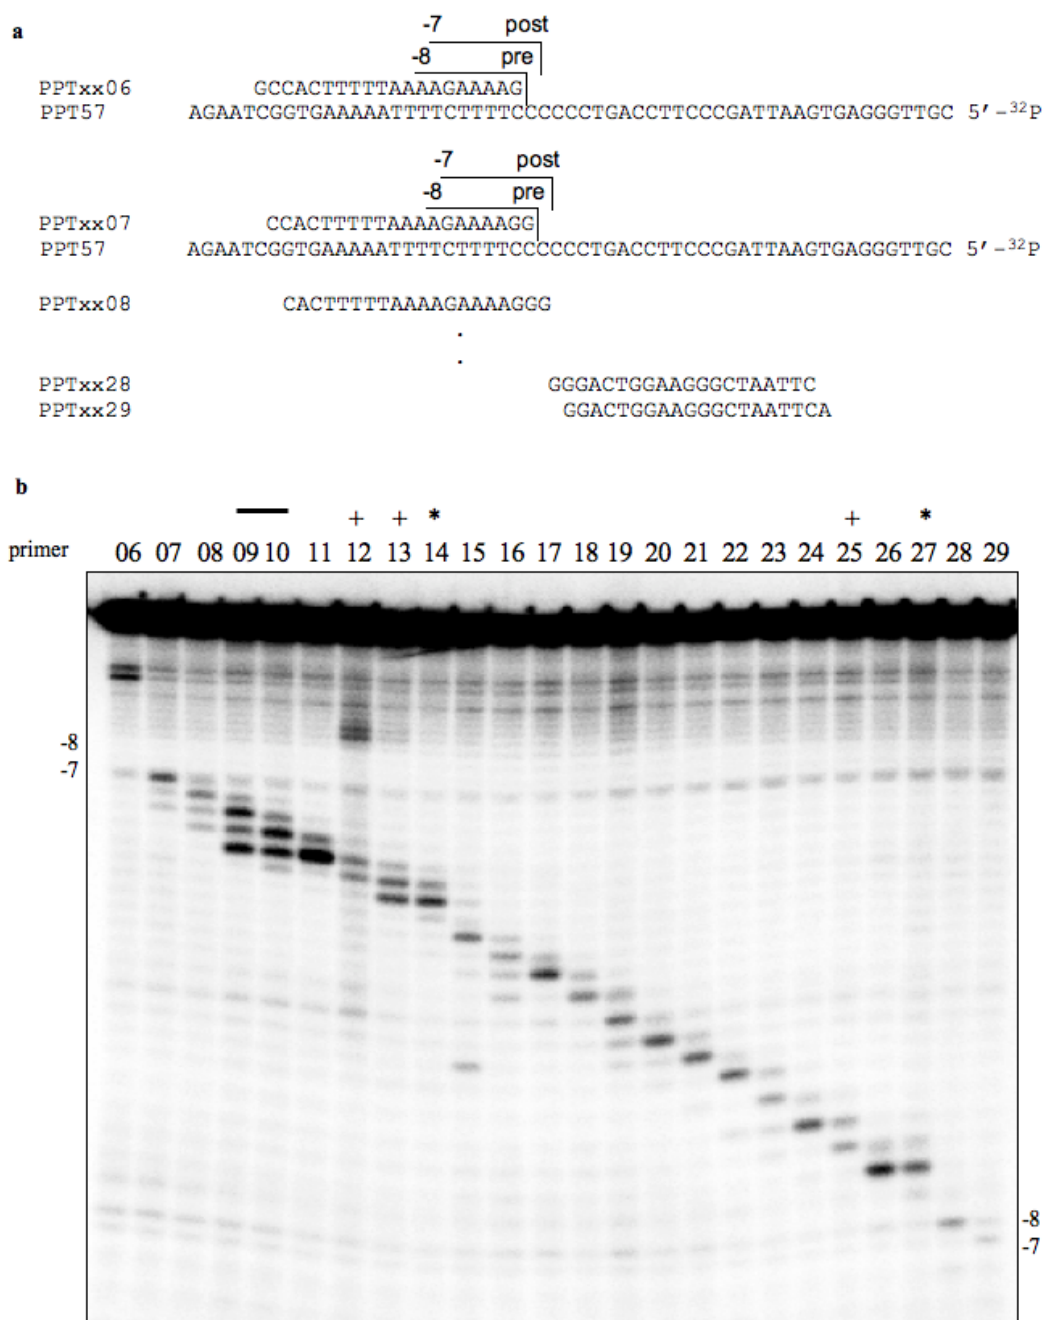 a
-7 post
-8 pre
PPTxx06 GCCACTTTTTAAAAGAAAAG
PPT57 AGAATCGGTGAAAAATTTTCTTTTCCCCCCTGACCTTCCCGATTAAGTGAGGGTTGC 5'-³²P
-7 post
-8 pre
PPTxx07 CCACTTTTTAAAAGAAAAGG
PPT57 AGAATCGGTGAAAAATTTTCTTTTCCCCCCTGACCTTCCCGATTAAGTGAGGGTTGC 5'-³²P
PPTxx08 CACTTTTTAAAAGAAAAGGG
.
.
PPTxx28 GGGACTGGAAGGGCTAATTC
PPTxx29 GGACTGGAAGGGCTAATTCA
b
+ + * + *
primer 06 07 08 09 10 11 12 13 14 15 16 17 18 19 20 21 22 23 24 25 26 27 28 29
-8
-7
-8
-7